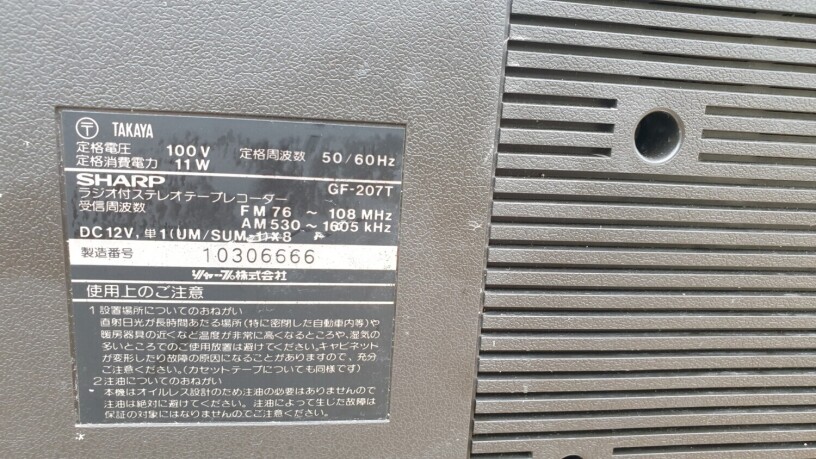 〒 TAKAYA
定格電圧 100V 定格周波数 50/60Hz
定格消費電力 11W
SHARP GF-207T
ラジオ付ステレオテープレコーダー
受信周波数 FM 76 ~ 108 MHz
AM 530 ~ 1605 kHz
DC12V, 単1(UM/SUM-1)×8
製造番号 10306666
シャープ株式会社
使用上のご注意
1 設置場所についてのおねがい
直射日光が長時間あたる場所(特に密閉した自動車内等)や
暖房器具の近くなど温度が非常に高くなるところや、湿気の
多いところでのご使用放置は避けてください。キャビネット
が変形したり故障の原因になることがありますので、充分
ご注意ください。(カセットテープについても同様です)
2 注油についてのおねがい
本機はオイルレス設計のため注油の必要はありませんので
注油は絶対に避けてください。注油によって生じた故障は
保証の対象にはなりませんのでご注意ください。